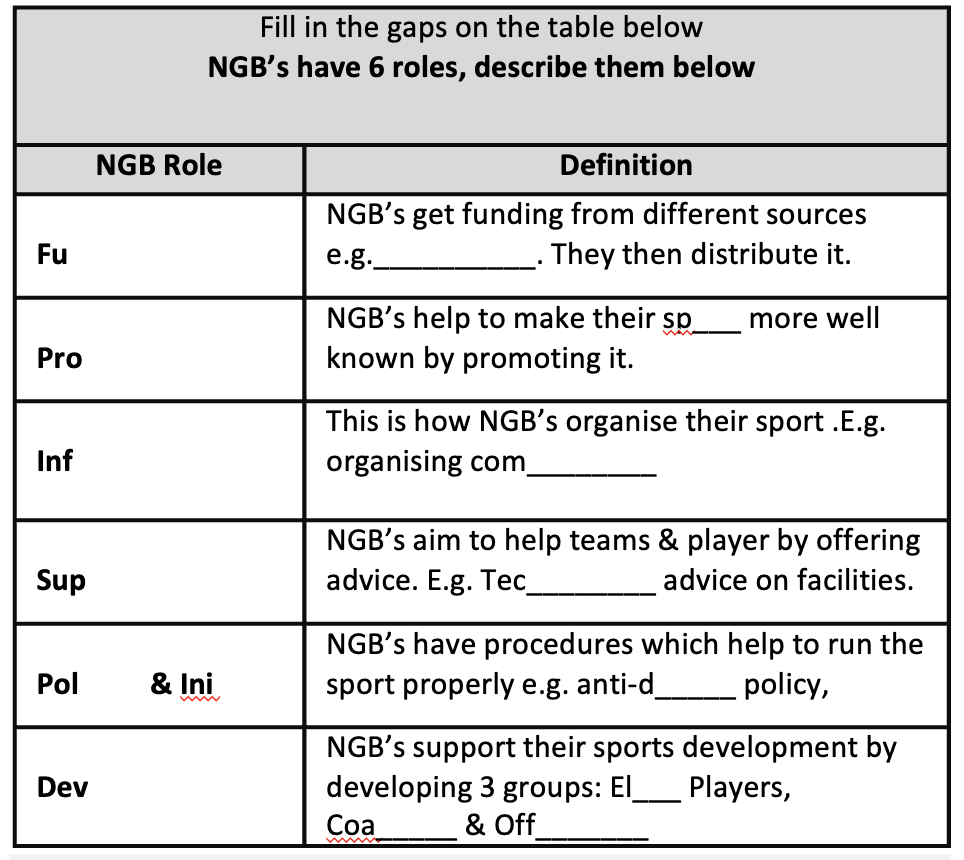 Fill in the gaps on the table below
NGB’s have 6 roles, describe them below
NGB Role
Definition
Fu
NGB’s get funding from different sources
e.g.__________. They then distribute it.
Pro
NGB’s help to make their sp___ more well
known by promoting it.
Inf
This is how NGB’s organise their sport .E.g.
organising com________
Sup
NGB’s aim to help teams & player by offering
advice. E.g. Tec________ advice on facilities.
Pol & Ini
NGB’s have procedures which help to run the
sport properly e.g. anti-d_____ policy,
Dev
NGB’s support their sports development by
developing 3 groups: El___ Players,
Coa_____ & Off_______